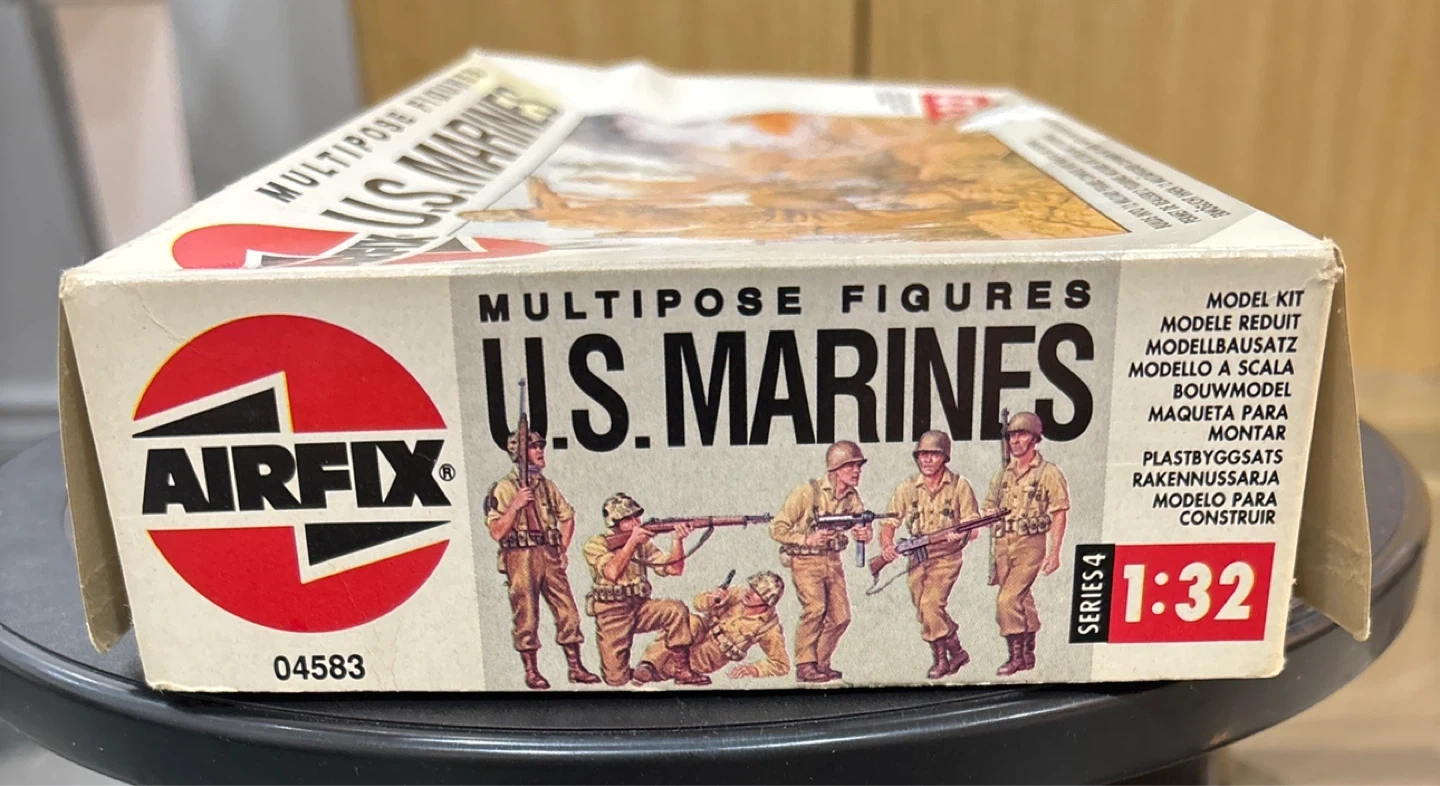 MULTIPOSE FIGURES
U.S. MARINES
MULTIPOSE FIGURES
U.S. MARINES
AIRFIX®
04583
MODEL KIT
MODELE REDUIT
MODELLBAUSATZ
MODELLO A SCALA
BOUWMODEL
MAQUETA PARA
MONTAR
PLASTBYGGSATS
RAKENNUSSARJA
MODELO PARA
CONSTRUIR
SERIES 4
1:32